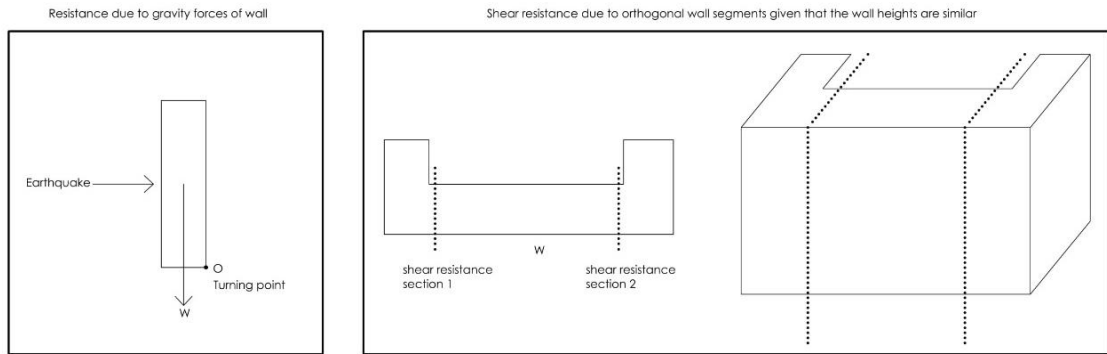 Resistance due to gravity forces of wall
Shear resistance due to orthogonal wall segments given that the wall heights are similar
Earthquake
O
Turning point
W
W
shear resistance
section 1
shear resistance
section 2